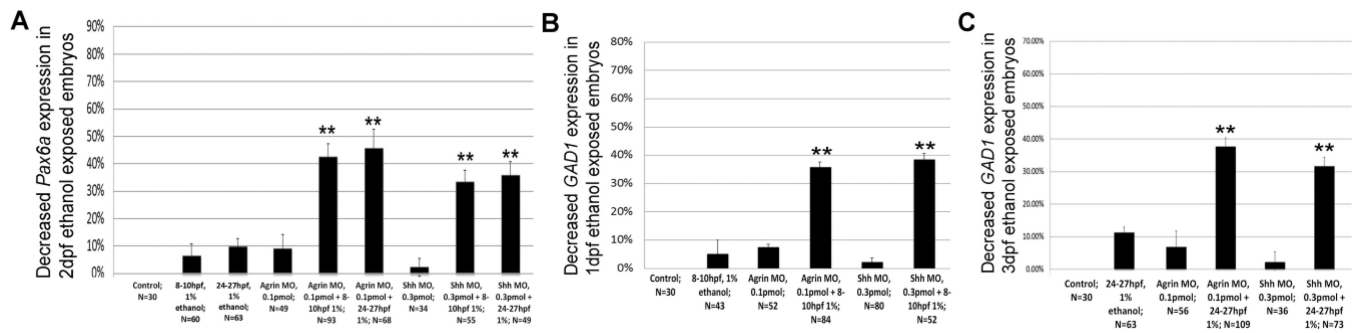 A
Decreased Pax6a expression in
2dpf ethanol exposed embryos
90%
80%
70%
60%
50%
40%
30%
20%
10%
0%
**
**
**
**
Control;
N=30
8-10hpf,
1%
ethanol;
N=60
24-27hpf,
1%
ethanol;
N=63
Agrin MO,
0.1pmol;
N=49
Agrin MO,
0.1pmol + 8-
10hpf 1%;
N=93
Agrin MO,
0.1pmol +
24-27hpf
1%; N=68
Shh MO,
0.3pmol;
N=34
Shh MO,
0.3pmol + 8-
10hpf 1%;
N=55
Shh MO,
0.3pmol +
24-27hpf
1%; N=49
B
Decreased GAD1 expression in
1dpf ethanol exposed embryos
80%
70%
60%
50%
40%
30%
20%
10%
0%
**
**
Control;
N=30
8-10hpf, 1%
ethanol;
N=43
Agrin MO,
0.1pmol;
N=52
Agrin MO,
0.1pmol + 8-
10hpf 1%;
N=84
Shh MO,
0.3pmol;
N=80
Shh MO,
0.3pmol + 8-
10hpf 1%;
N=52
C
Decreased GAD1 expression in
3dpf ethanol exposed embryos
70.00%
60.00%
50.00%
40.00%
30.00%
20.00%
10.00%
0.00%
**
**
Control;
N=30
24-27hpf,
1%
ethanol;
N=63
Agrin MO,
0.1pmol;
N=56
Agrin MO,
0.1pmol +
24-27hpf
1%; N=109
Shh MO,
0.3pmol;
N=36
Shh MO,
0.3pmol +
24-27hpf
1%; N=73